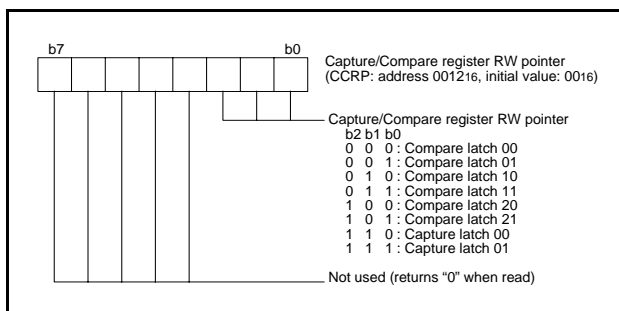 b7 b0
Capture/Compare register RW pointer
(CCRP: address 001216, initial value: 0016)
Capture/Compare register RW pointer
b2 b1 b0
0 0 0 : Compare latch 00
0 0 1 : Compare latch 01
0 1 0 : Compare latch 10
0 1 1 : Compare latch 11
1 0 0 : Compare latch 20
1 0 1 : Compare latch 21
1 1 0 : Capture latch 00
1 1 1 : Capture latch 01
Not used (returns “0” when read)